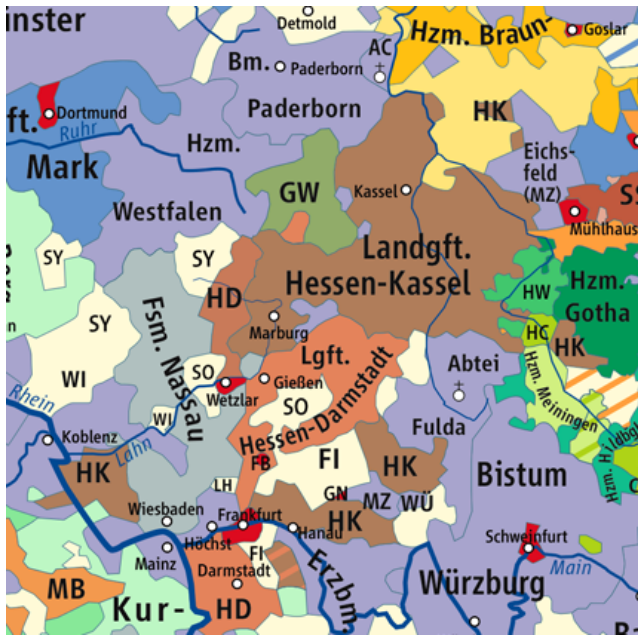 inster
Detmold
Hzm. Braun-
Goslar
AC
Bm.
Paderborn
Paderborn
Dortmund
ft.
Ruhr
Hzm.
HK
Eichs-
feld
(MZ)
Mark
GW
Kassel
SS
Westfalen
Mühlhaus
Landgft.
Hessen-Kassel
SY
SY
HD
HW
Hzm.
Gotha
Fsm. Nassau
Marburg
HC
HK
SY
Lgft.
Hessen-Darmstadt
Abtei
Fulda
Hzm. Meiningen
WI
SO
Gießen
Wetzlar
SO
Rhein
WI
Koblenz
Lahn
FB
FI
HK
Hzm. Hildbgh
HK
LH
GN
MZ
WÜ
Bistum
Würzburg
Wiesbaden
Frankfurt
HK
Hanau
Schweinfurt
Mainz
Höchst
FI
Erzbm.
Main
Darmstadt
MB
Kur-
HD